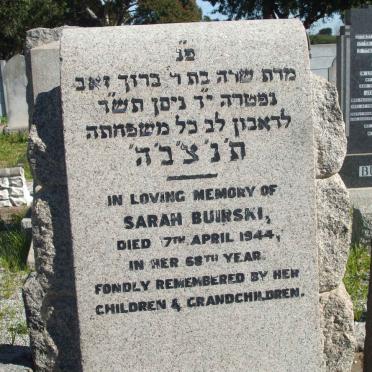 פ״נ
מרת שרה בת ר׳ ברוך זאב
נפטרה י״ד ניסן תש״ד
לדאבון לב כל משפחתה
ת׳נ׳צ׳ב׳ה׳
IN LOVING MEMORY OF
SARAH BUIRSKI,
DIED 7TH APRIL 1944,
IN HER 68TH YEAR.
FONDLY REMEMBERED BY HER
CHILDREN & GRANDCHILDREN.